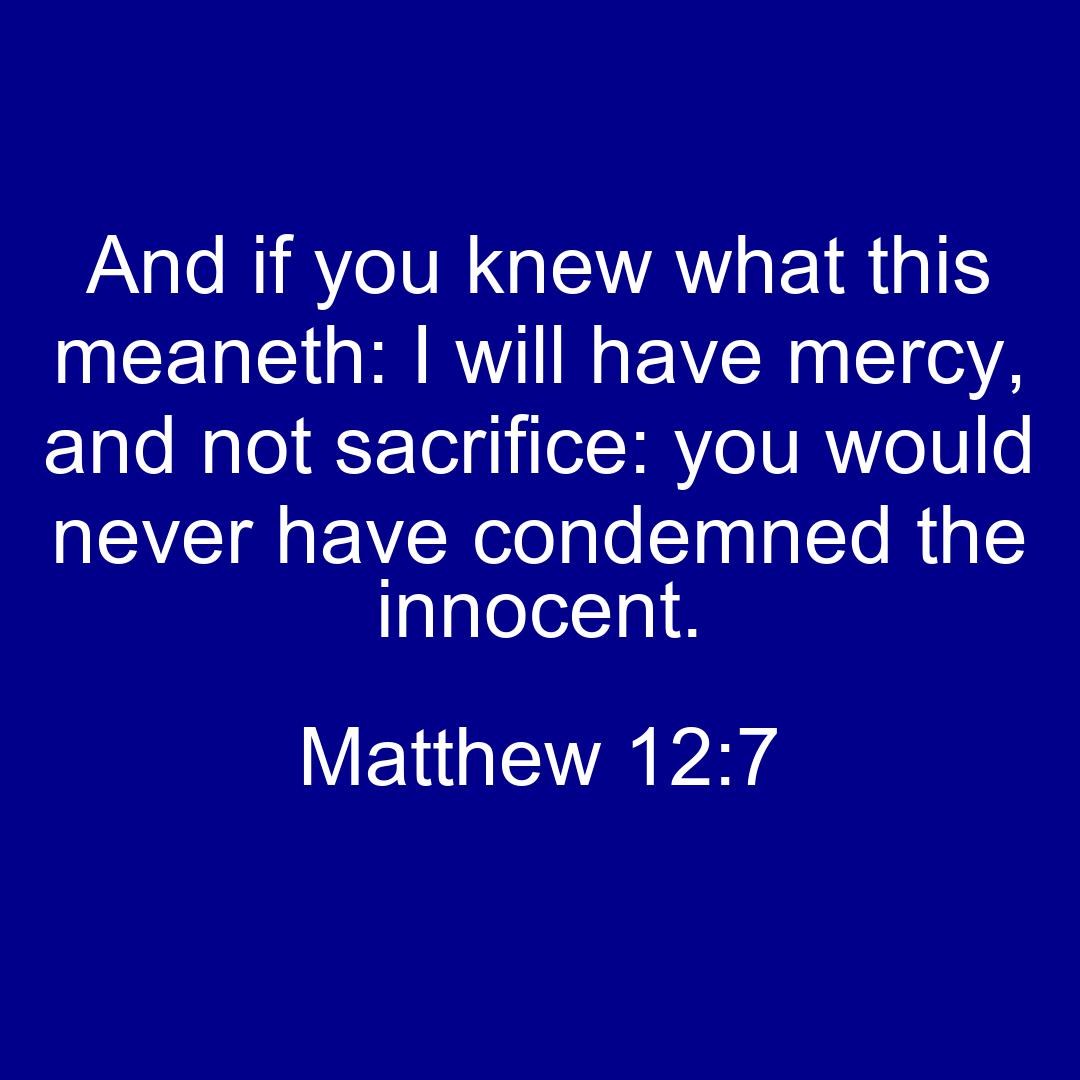 And if you knew what this
meaneth: I will have mercy,
and not sacrifice: you would
never have condemned the
innocent.
Matthew 12:7